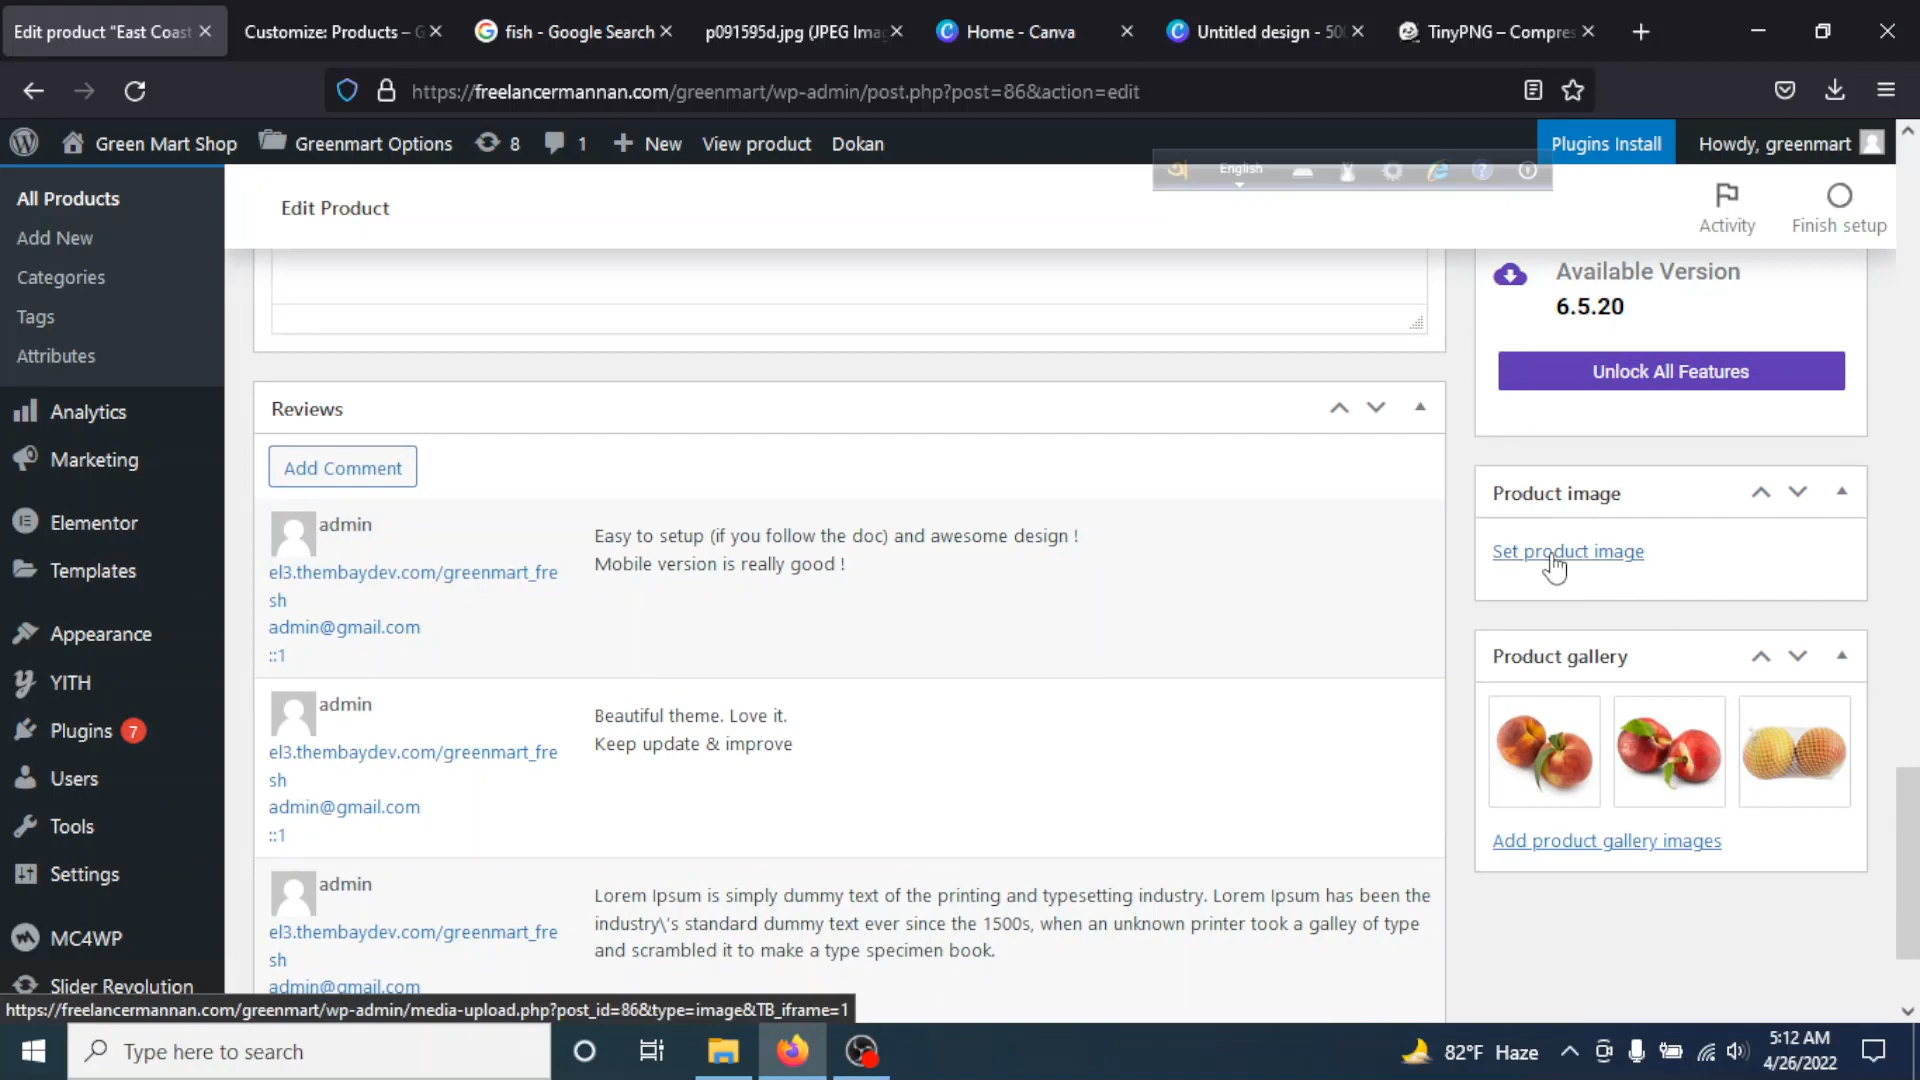 Edit product "East Coast
Customize: Products – G
fish - Google Search
p091595d.jpg (JPEG Ima
Home - Canva
Untitled design - 500
TinyPNG – Compres
https://freelancermannan.com/greenmart/wp-admin/post.php?post=86&action=edit
Green Mart Shop
Greenmart Options
8
1
New
View product
Dokan
Plugins Install
Howdy, greenmart
English
Edit Product
Activity
Finish setup
All Products
Add New
Categories
Tags
Attributes
Analytics
Marketing
Elementor
Templates
Appearance
YITH
Plugins 7
Users
Tools
Settings
MC4WP
Slider Revolution
Available Version
6.5.20
Unlock All Features
Reviews
Add Comment
admin
el3.thembaydev.com/greenmart_fre
sh
admin@gmail.com
::1
Easy to setup (if you follow the doc) and awesome design !
Mobile version is really good !
admin
el3.thembaydev.com/greenmart_fre
sh
admin@gmail.com
::1
Beautiful theme. Love it.
Keep update & improve
admin
el3.thembaydev.com/greenmart_fre
sh
admin@gmail.com
Lorem Ipsum is simply dummy text of the printing and typesetting industry. Lorem Ipsum has been the
industry\'s standard dummy text ever since the 1500s, when an unknown printer took a galley of type
and scrambled it to make a type specimen book.
Product image
Set product image
Product gallery
Add product gallery images
https://freelancermannan.com/greenmart/wp-admin/media-upload.php?post_id=86&type=image&TB_iframe=1
Type here to search
82°F Haze
5:12 AM
4/26/2022